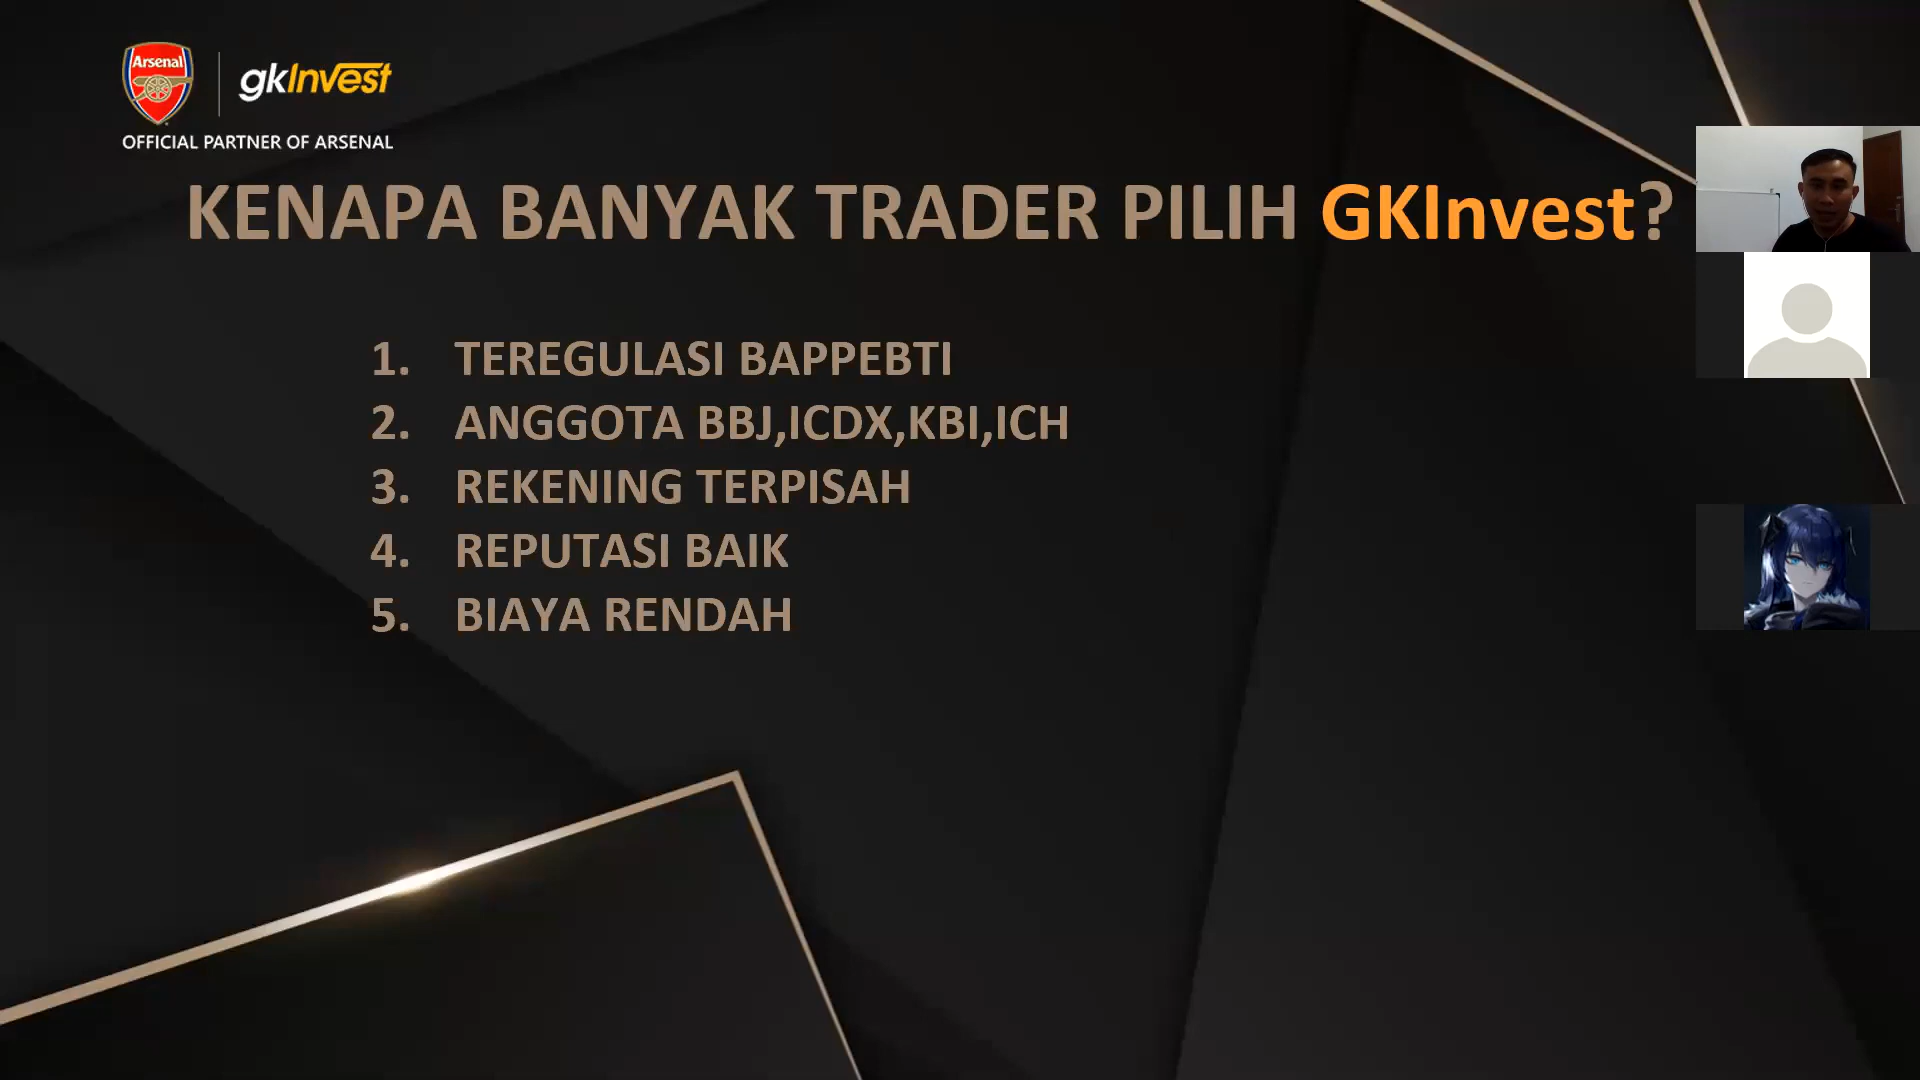 Arsenal
gkInvest
OFFICIAL PARTNER OF ARSENAL
KENAPA BANYAK TRADER PILIH GKInvest?
1. TEREGULASI BAPPEBTI
2. ANGGOTA BBJ,ICDX,KBI,ICH
3. REKENING TERPISAH
4. REPUTASI BAIK
5. BIAYA RENDAH